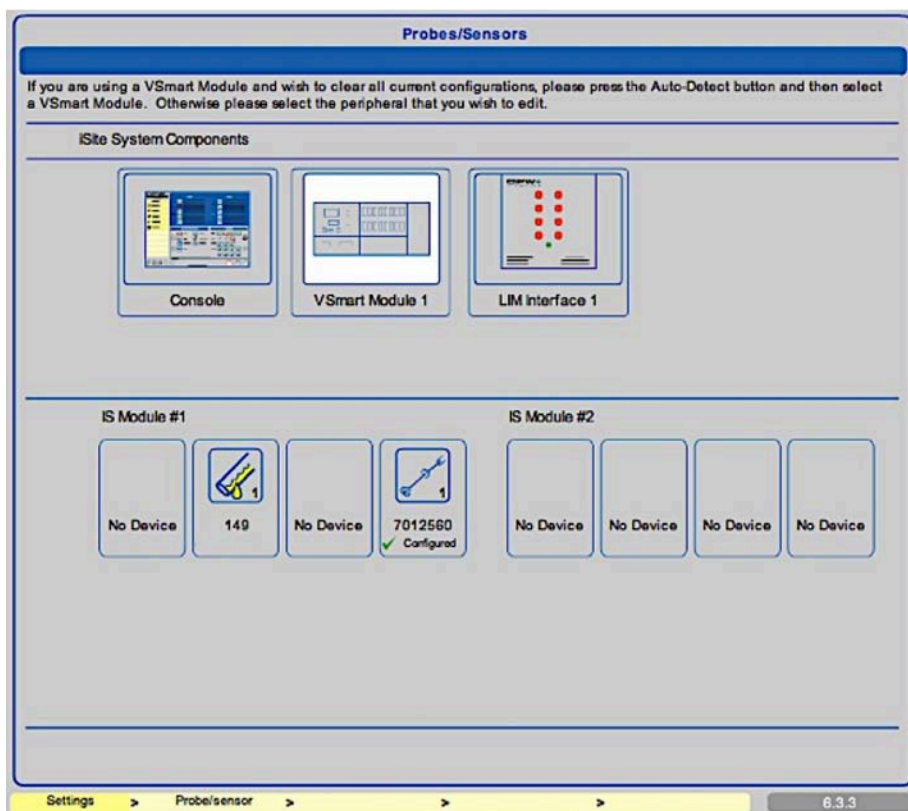 Probes/Sensors
If you are using a VSmart Module and wish to clear all current configurations, please press the Auto-Detect button and then select
a VSmart Module. Otherwise please select the peripheral that you wish to edit.
iSite System Components
Console
VSmart Module 1
LIM Interface 1
IS Module #1
IS Module #2
No Device
1
149
No Device
1
7012560
Configured
No Device
No Device
No Device
No Device
Settings > Probe/sensor > > >
6.3.3